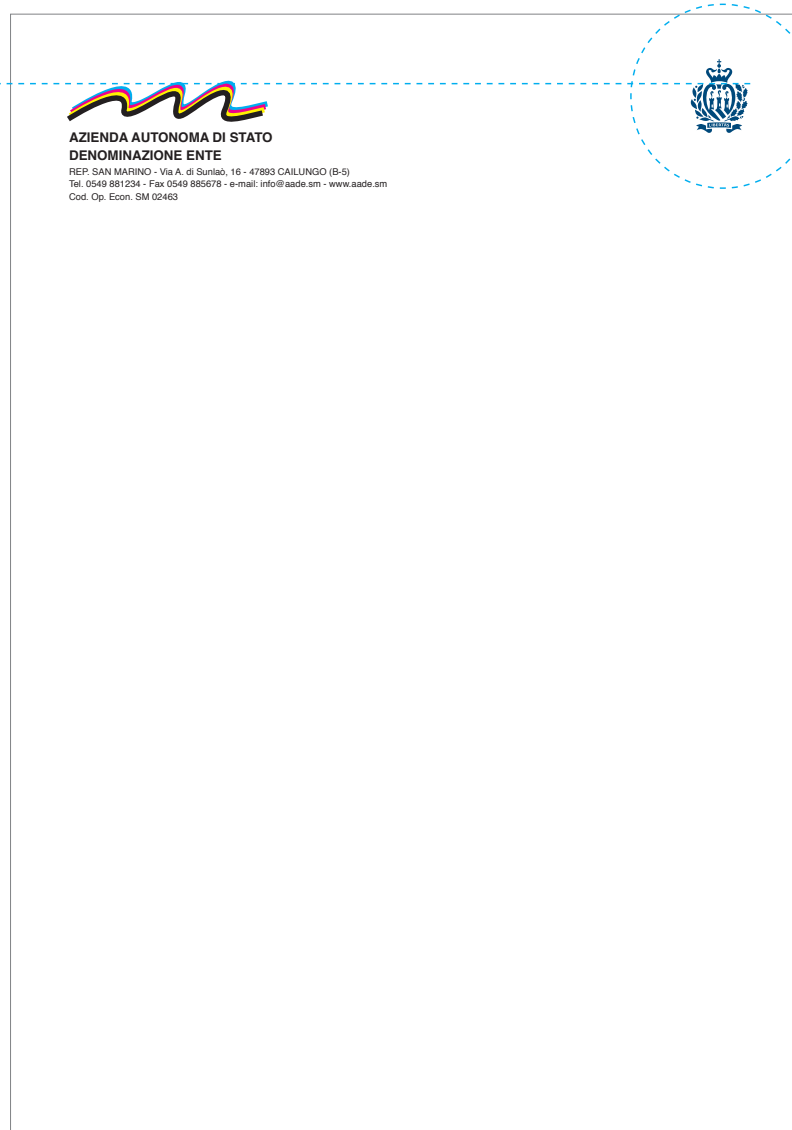 AZIENDA AUTONOMA DI STATO
DENOMINAZIONE ENTE
REP. SAN MARINO - Via A. di Sunlaò, 16 - 47893 CAILUNGO (B-5)
Tel. 0549 881234 - Fax 0549 885678 - e-mail: info@aade.sm - www.aade.sm
Cod. Op. Econ. SM 02463
LIBERTAS